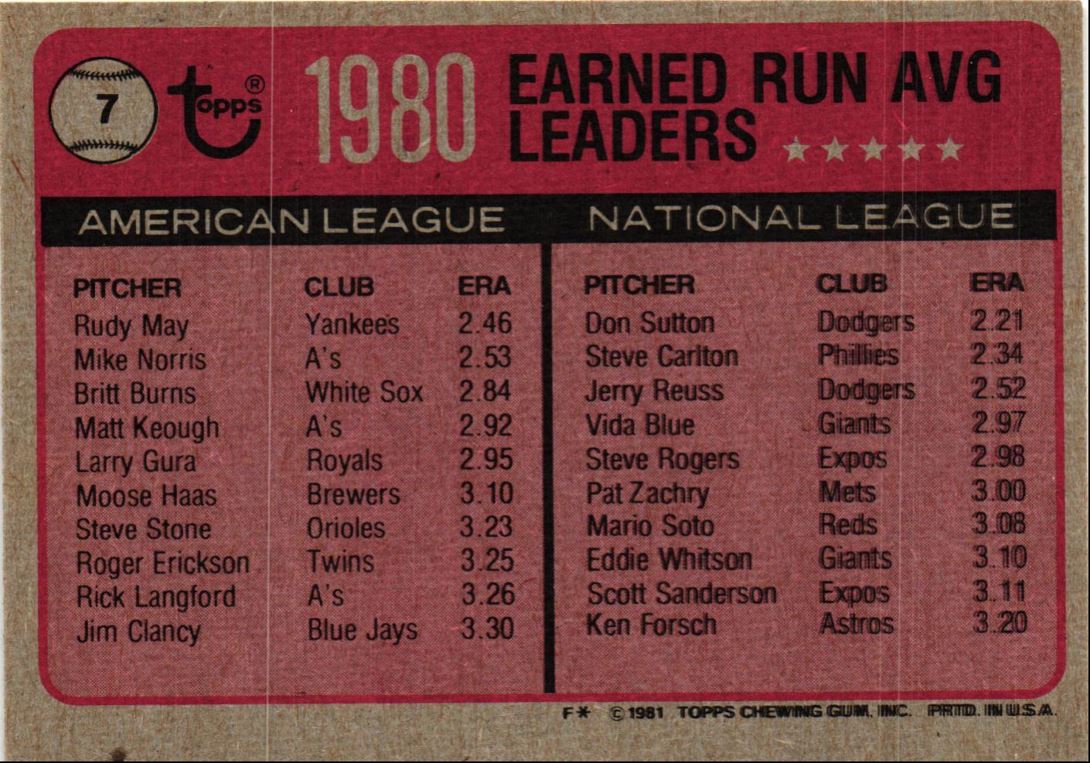 7 Topps® 1980 EARNED RUN AVG
LEADERS
AMERICAN LEAGUE
PITCHER CLUB ERA
Rudy May Yankees 2.46
Mike Norris A's 2.53
Britt Burns White Sox 2.84
Matt Keough A's 2.92
Larry Gura Royals 2.95
Moose Haas Brewers 3.10
Steve Stone Orioles 3.23
Roger Erickson Twins 3.25
Rick Langford A's 3.26
Jim Clancy Blue Jays 3.30
NATIONAL LEAGUE
PITCHER CLUB ERA
Don Sutton Dodgers 2.21
Steve Carlton Phillies 2.34
Jerry Reuss Dodgers 2.52
Vida Blue Giants 2.97
Steve Rogers Expos 2.98
Pat Zachry Mets 3.00
Mario Soto Reds 3.08
Eddie Whitson Giants 3.10
Scott Sanderson Expos 3.11
Ken Forsch Astros 3.20
F* © 1981 TOPPS CHEWING GUM, INC. PRTD. IN U.S.A.